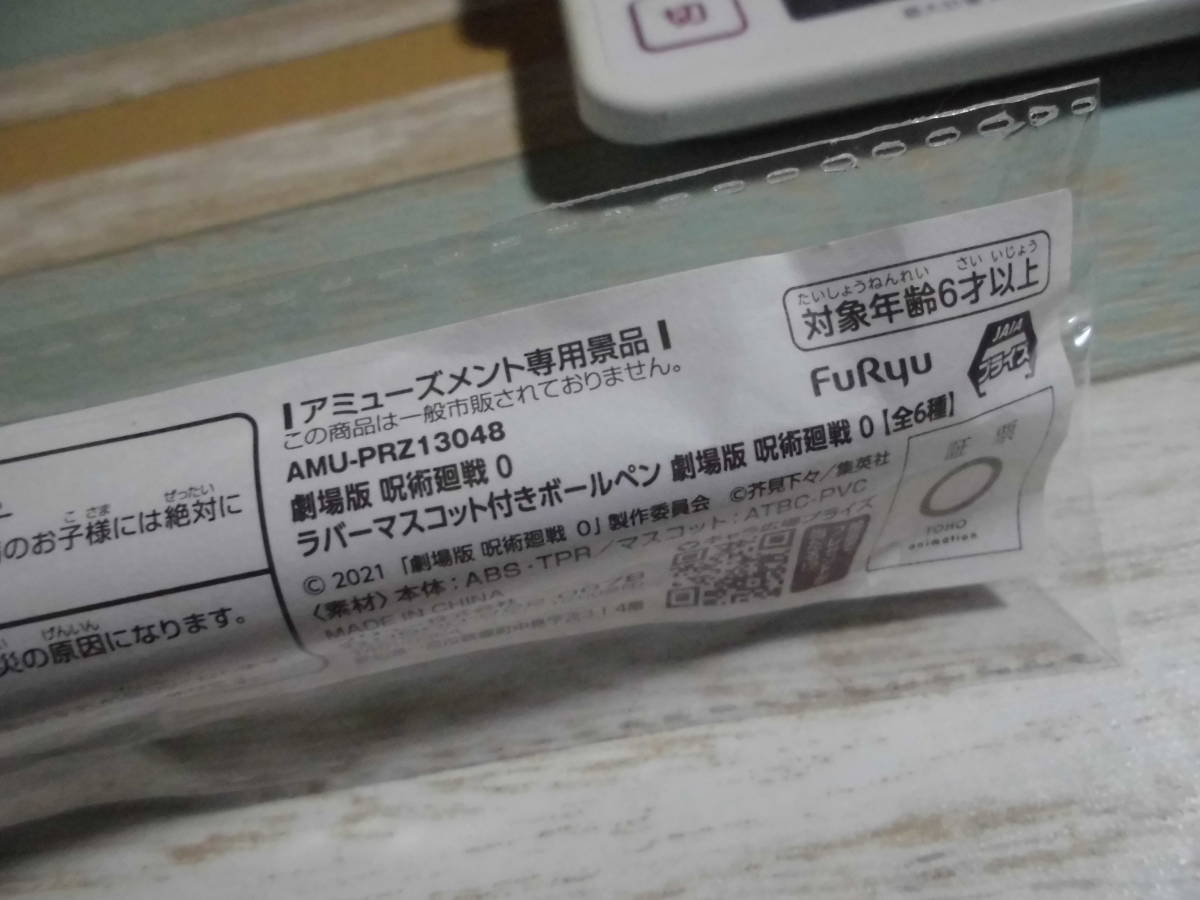 切
たいしょうねんれい さい いじょう
対象年齢6才以上
アミューズメント専用景品
この商品は一般市販されておりません。
FuRyu
JAIA
プライズ
AMU-PRZ13048
劇場版 呪術廻戦 0
ラバーマスコット付きボールペン 劇場版 呪術廻戦 0【全6種】
© 2021「劇場版 呪術廻戦 0」製作委員会 ©芥見下々/集英社
〈素材〉本体:ABS・TPR/マスコット:ATBC-PVC
MADE IN CHINA
証票
TOHO
animation
こ さま ぜったい
のお子様には絶対に
げんいん
災の原因になります。